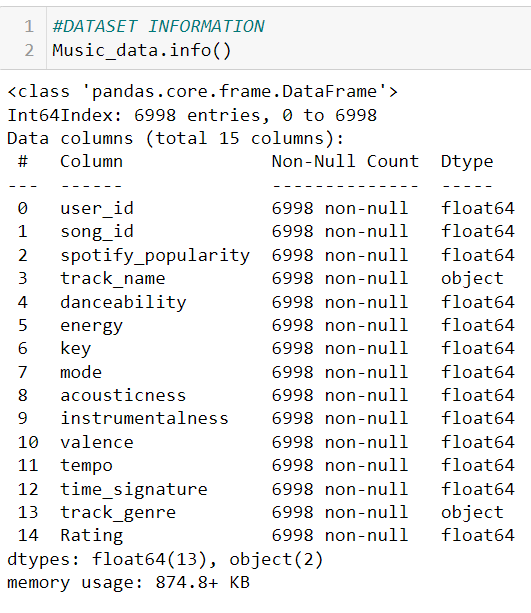 1 #DATASET INFORMATION
2 Music_data.info()
<class 'pandas.core.frame.DataFrame'>
Int64Index: 6998 entries, 0 to 6998
Data columns (total 15 columns):
 #   Column              Non-Null Count  Dtype
---  ------              --------------  -----
 0   user_id             6998 non-null   float64
 1   song_id             6998 non-null   float64
 2   spotify_popularity  6998 non-null   float64
 3   track_name          6998 non-null   object
 4   danceability        6998 non-null   float64
 5   energy              6998 non-null   float64
 6   key                 6998 non-null   float64
 7   mode                6998 non-null   float64
 8   acousticness        6998 non-null   float64
 9   instrumentalness    6998 non-null   float64
 10  valence             6998 non-null   float64
 11  tempo               6998 non-null   float64
 12  time_signature      6998 non-null   float64
 13  track_genre         6998 non-null   object
 14  Rating              6998 non-null   float64
dtypes: float64(13), object(2)
memory usage: 874.8+ KB